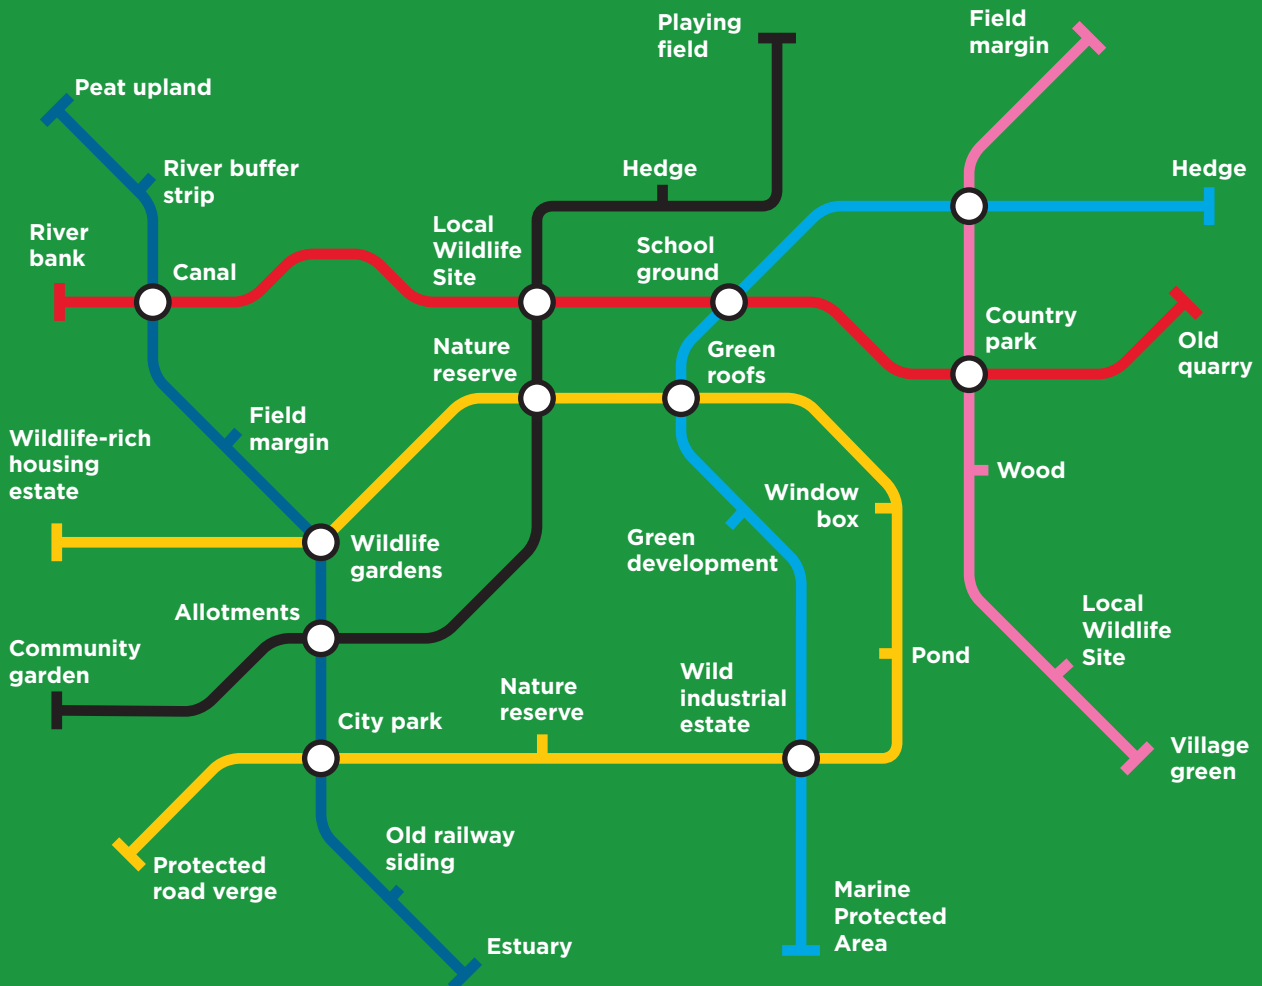 Playing
field
Field
margin
Peat upland
River buffer
strip
Hedge
Hedge
River
bank
Canal
Local
Wildlife
Site
School
ground
Country
park
Old
quarry
Nature
reserve
Green
roofs
Field
margin
Wildlife-rich
housing
estate
Wood
Window
box
Green
development
Wildlife
gardens
Allotments
Local
Wildlife
Site
Community
garden
Pond
Wild
industrial
estate
Nature
reserve
City park
Village
green
Old railway
siding
Protected
road verge
Marine
Protected
Area
Estuary